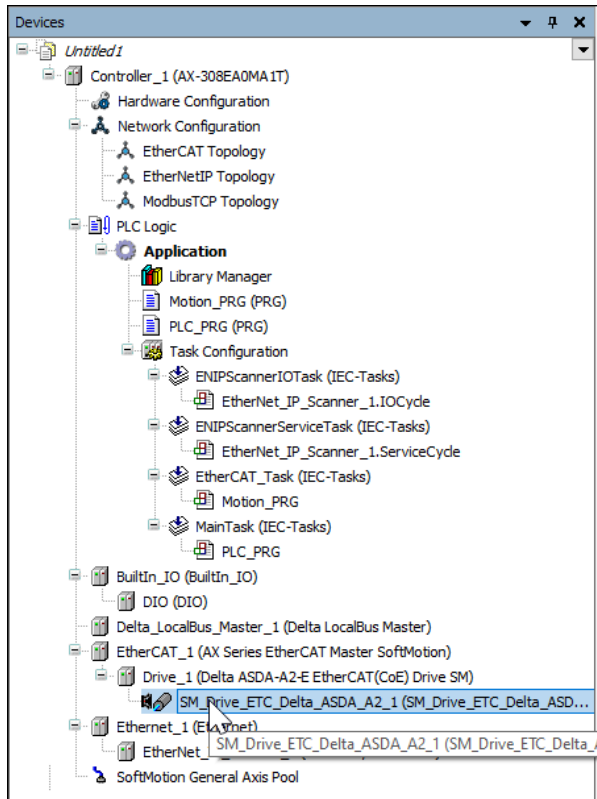 Devices
Untitled1
Controller_1 (AX-308EA0MA1T)
Hardware Configuration
Network Configuration
EtherCAT Topology
EtherNetIP Topology
ModbusTCP Topology
PLC Logic
Application
Library Manager
Motion_PRG (PRG)
PLC_PRG (PRG)
Task Configuration
ENIPScannerIOTask (IEC-Tasks)
EtherNet_IP_Scanner_1.IOCycle
ENIPScannerServiceTask (IEC-Tasks)
EtherNet_IP_Scanner_1.ServiceCycle
EtherCAT_Task (IEC-Tasks)
Motion_PRG
MainTask (IEC-Tasks)
PLC_PRG
BuiltIn_IO (BuiltIn_IO)
DIO (DIO)
Delta_LocalBus_Master_1 (Delta LocalBus Master)
EtherCAT_1 (AX Series EtherCAT Master SoftMotion)
Drive_1 (Delta ASDA-A2-E EtherCAT(CoE) Drive SM)
SM_Drive_ETC_Delta_ASDA_A2_1 (SM_Drive_ETC_Delta_ASD...
Ethernet_1 (Ethernet)
SM_Drive_ETC_Delta_ASDA_A2_1 (SM_Drive_ETC_Delta_
EtherNet_
SoftMotion General Axis Pool